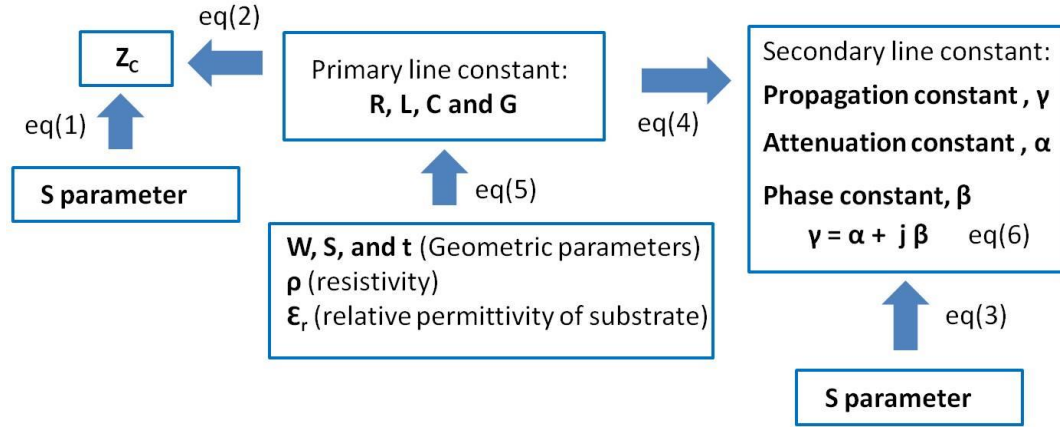 eq(2)
Z_C
eq(1)
S parameter
Primary line constant:
R, L, C and G
eq(4)
eq(5)
W, S, and t (Geometric parameters)
ρ (resistivity)
Ɛ_r (relative permittivity of substrate)
Secondary line constant:
Propagation constant , γ
Attenuation constant , α
Phase constant, β
γ = α + j β eq(6)
eq(3)
S parameter